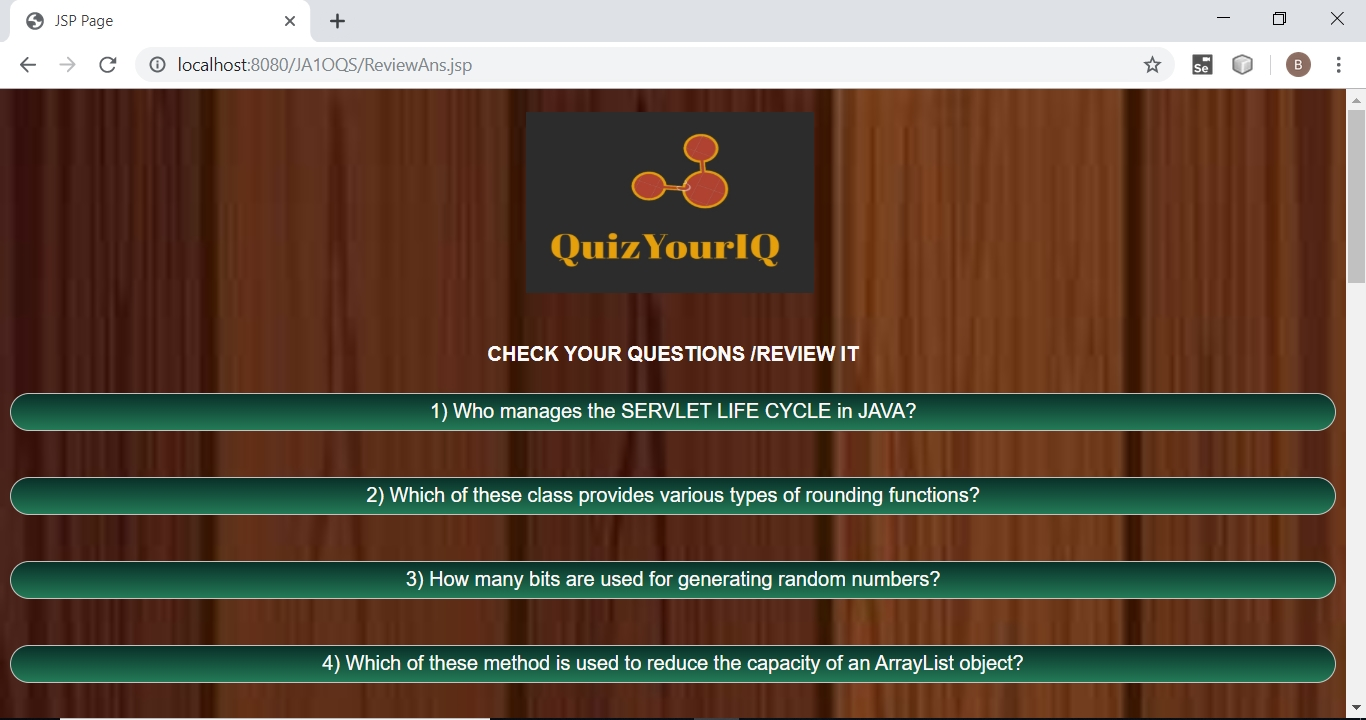 JSP Page
localhost:8080/JA1OQS/ReviewAns.jsp
Se
B
QuizYourIQ
CHECK YOUR QUESTIONS /REVIEW IT
1) Who manages the SERVLET LIFE CYCLE in JAVA?
2) Which of these class provides various types of rounding functions?
3) How many bits are used for generating random numbers?
4) Which of these method is used to reduce the capacity of an ArrayList object?